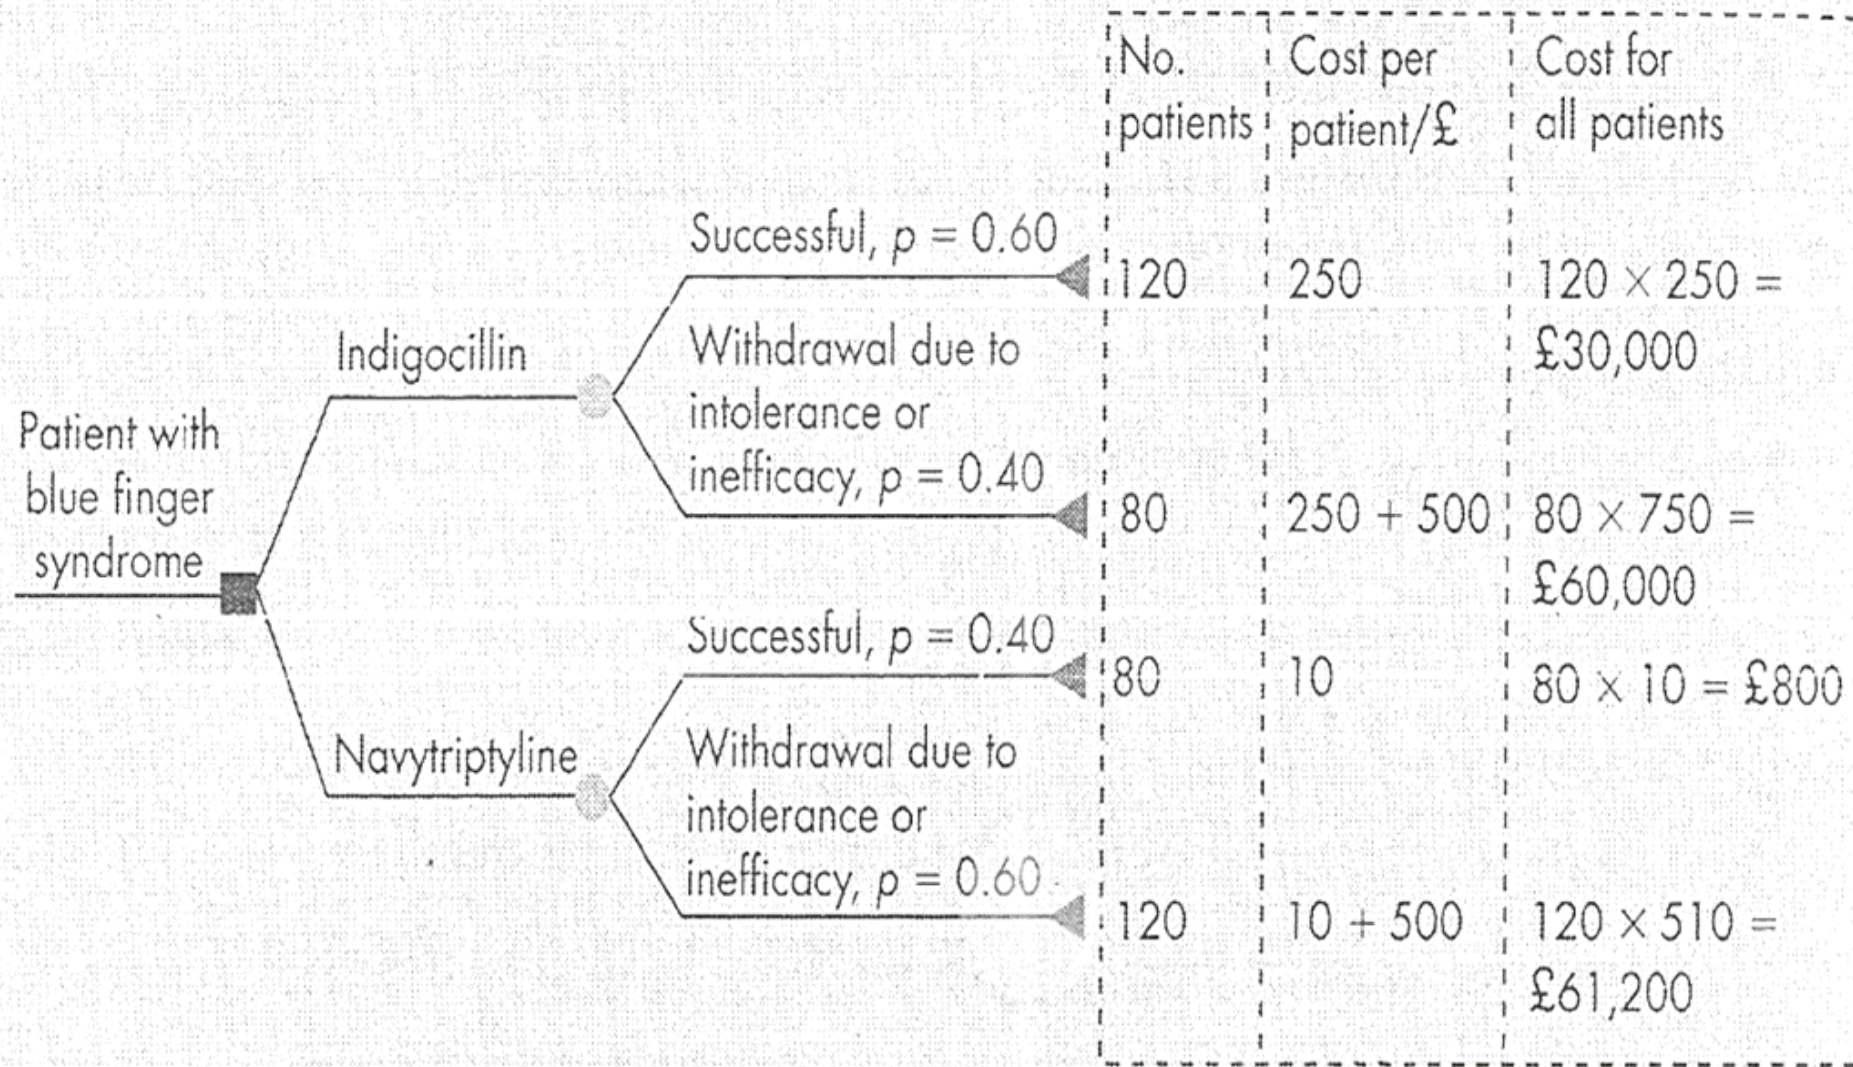 No.
patients
Cost per
patient/£
Cost for
all patients
Successful, p = 0.60
120
250
120 × 250 =
£30,000
Indigocillin
Withdrawal due to
intolerance or
inefficacy, p = 0.40
80
250 + 500
80 × 750 =
£60,000
Patient with
blue finger
syndrome
Successful, p = 0.40
80
10
80 × 10 = £800
Navytriptyline
Withdrawal due to
intolerance or
inefficacy, p = 0.60
120
10 + 500
120 × 510 =
£61,200